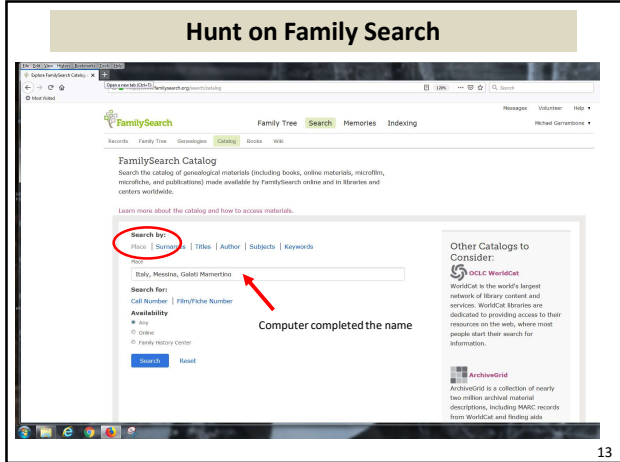 Hunt on Family Search
File Edit View History Bookmarks Tools Help
Explore FamilySearch Catalog
Open a new tab (Ctrl+T)
familysearch.org/search/catalog
120%
Search
Most Visited
Messages Volunteer Help
FamilySearch
Family Tree Search Memories Indexing
Michael Garrambone
Records Family Tree Genealogies Catalog Books Wiki
FamilySearch Catalog
Search the catalog of genealogical materials (including books, online materials, microfilm,
microfiche, and publications) made available by FamilySearch online and in libraries and
centers worldwide.
Learn more about the catalog and how to access materials.
Search by:
Place | Surnames | Titles | Author | Subjects | Keywords
Place
Italy, Messina, Galati Mamertino
Search for:
Call Number | Film/Fiche Number
Availability
Any
Online
Family History Center
Search Reset
Computer completed the name
Other Catalogs to
Consider:
OCLC WorldCat
WorldCat is the world's largest
network of library content and
services. WorldCat libraries are
dedicated to providing access to their
resources on the web, where most
people start their search for
information.
ArchiveGrid
ArchiveGrid is a collection of nearly
two million archival material
descriptions, including MARC records
from WorldCat and finding aids
13